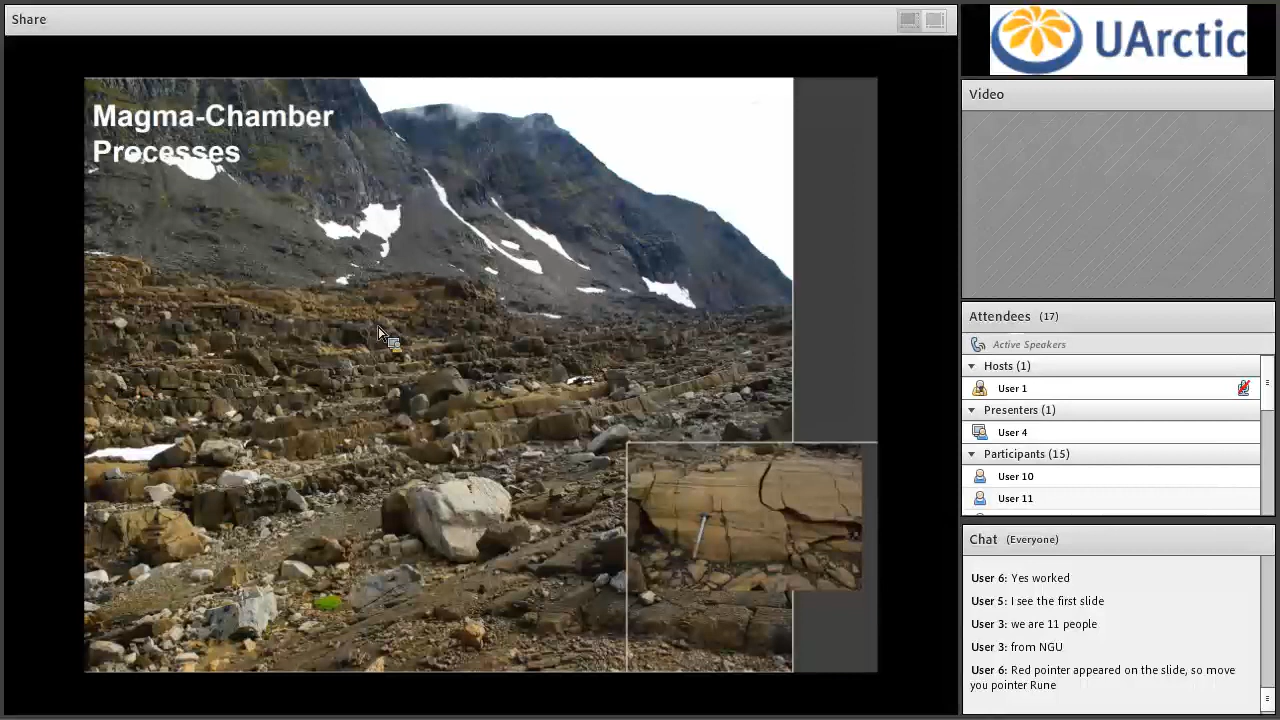 Share
Magma-Chamber
Processes
UArctic
Video
Attendees (17)
Active Speakers
Hosts (1)
User 1
Presenters (1)
User 4
Participants (15)
User 10
User 11
Chat (Everyone)
User 6: Yes worked
User 5: I see the first slide
User 3: we are 11 people
User 3: from NGU
User 6: Red pointer appeared on the slide, so move
you pointer Rune